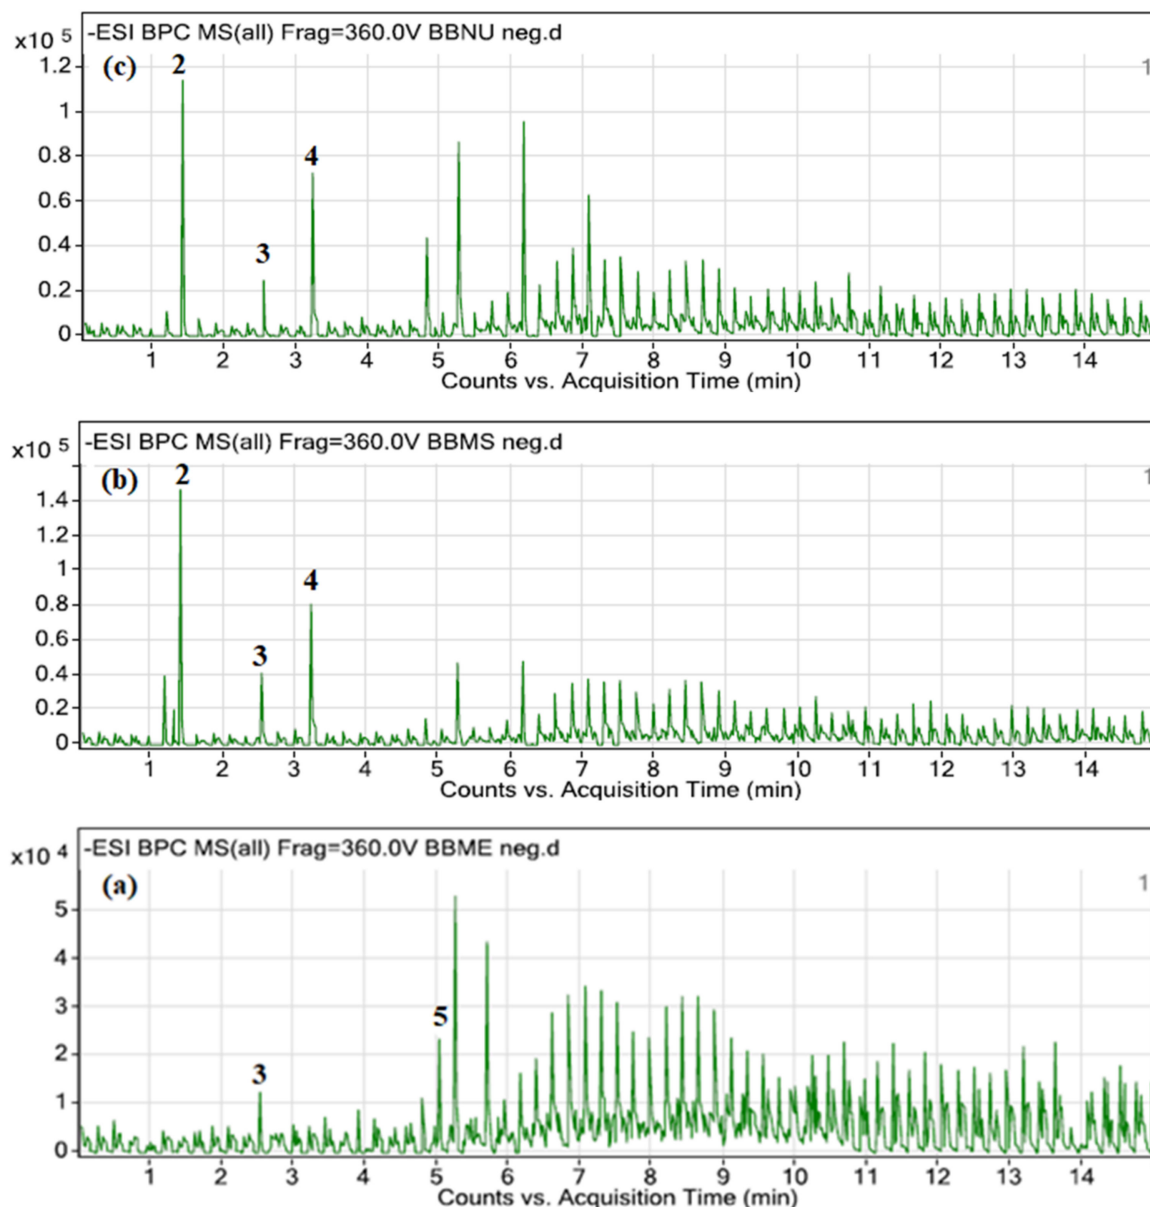 -ESI BPC MS(all) Frag=360.0V BBNU neg.d
x10 5
(c)
2
3
4
1
1.2
1
0.8
0.6
0.4
0.2
0
1 2 3 4 5 6 7 8 9 10 11 12 13 14
Counts vs. Acquisition Time (min)
-ESI BPC MS(all) Frag=360.0V BBMS neg.d
x10 5
(b)
2
3
4
1
1.4
1.2
1
0.8
0.6
0.4
0.2
0
1 2 3 4 5 6 7 8 9 10 11 12 13 14
Counts vs. Acquisition Time (min)
-ESI BPC MS(all) Frag=360.0V BBME neg.d
x10 4
(a)
3
5
1
5
4
3
2
1
0
1 2 3 4 5 6 7 8 9 10 11 12 13 14
Counts vs. Acquisition Time (min)